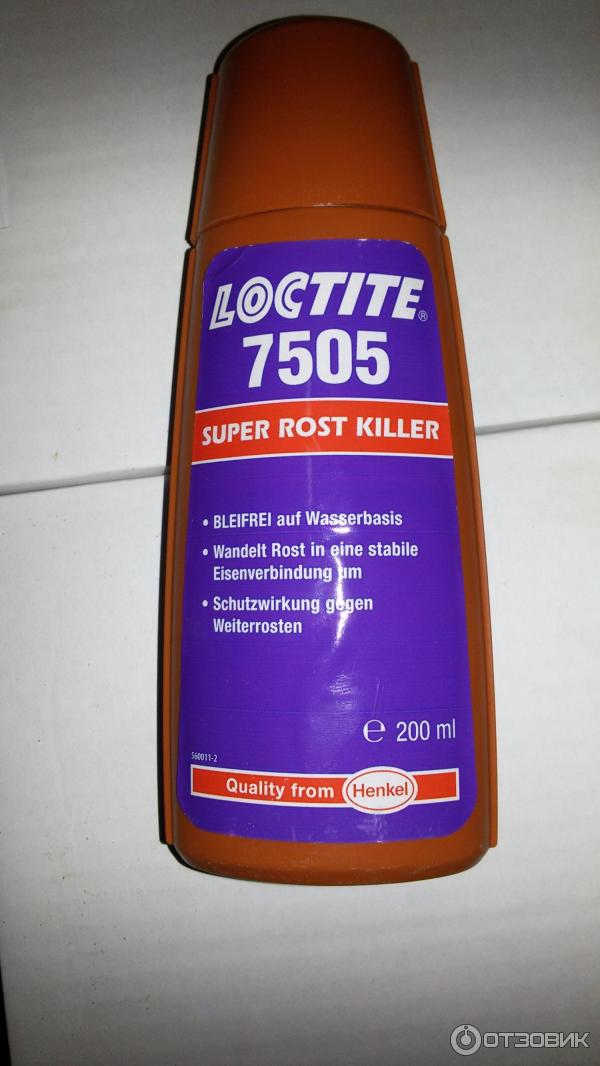 LOCTITE®
7505
SUPER ROST KILLER
• BLEIFREI auf Wasserbasis
• Wandelt Rost in eine stabile
Eisenverbindung um
• Schutzwirkung gegen
Weiterrosten
℮ 200 ml
560011-2
Quality from Henkel
ОТЗОВИК